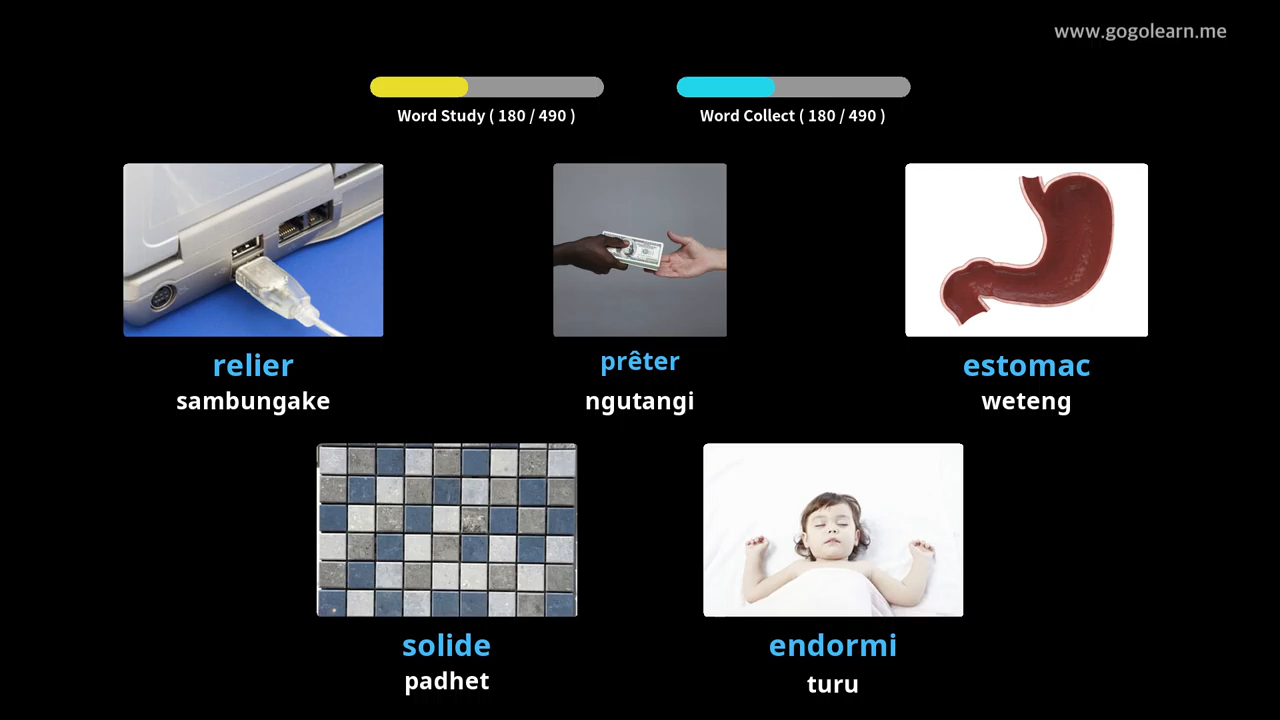 www.gogolearn.me
Word Study ( 180 / 490 )
Word Collect ( 180 / 490 )
relier
sambungake
prêter
ngutangi
estomac
weteng
solide
padhet
endormi
turu